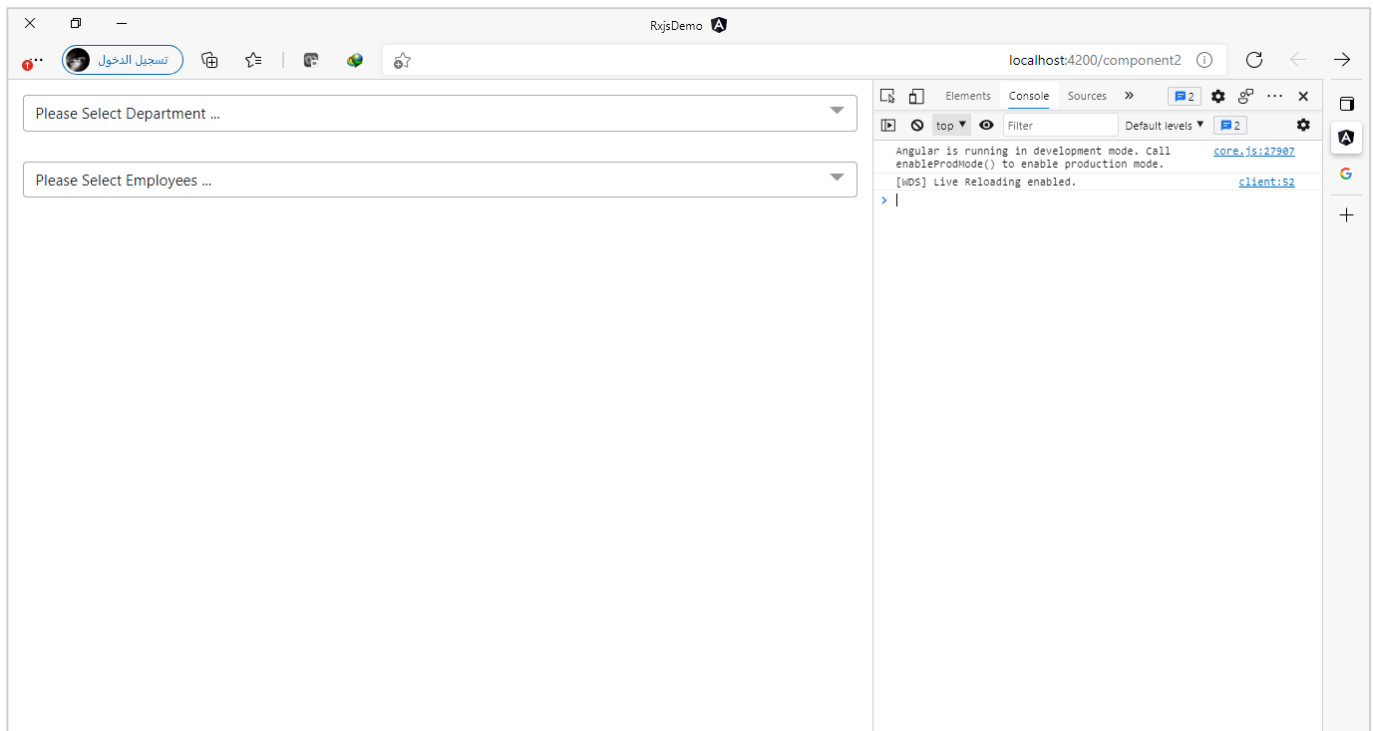 RxjsDemo
تسجيل الدخول
localhost:4200/component2
Please Select Department ...
Please Select Employees ...
Elements Console Sources » 2
top Filter Default levels 2
Angular is running in development mode. Call core.js:27907
enableProdMode() to enable production mode.
[WDS] Live Reloading enabled. client:52
>